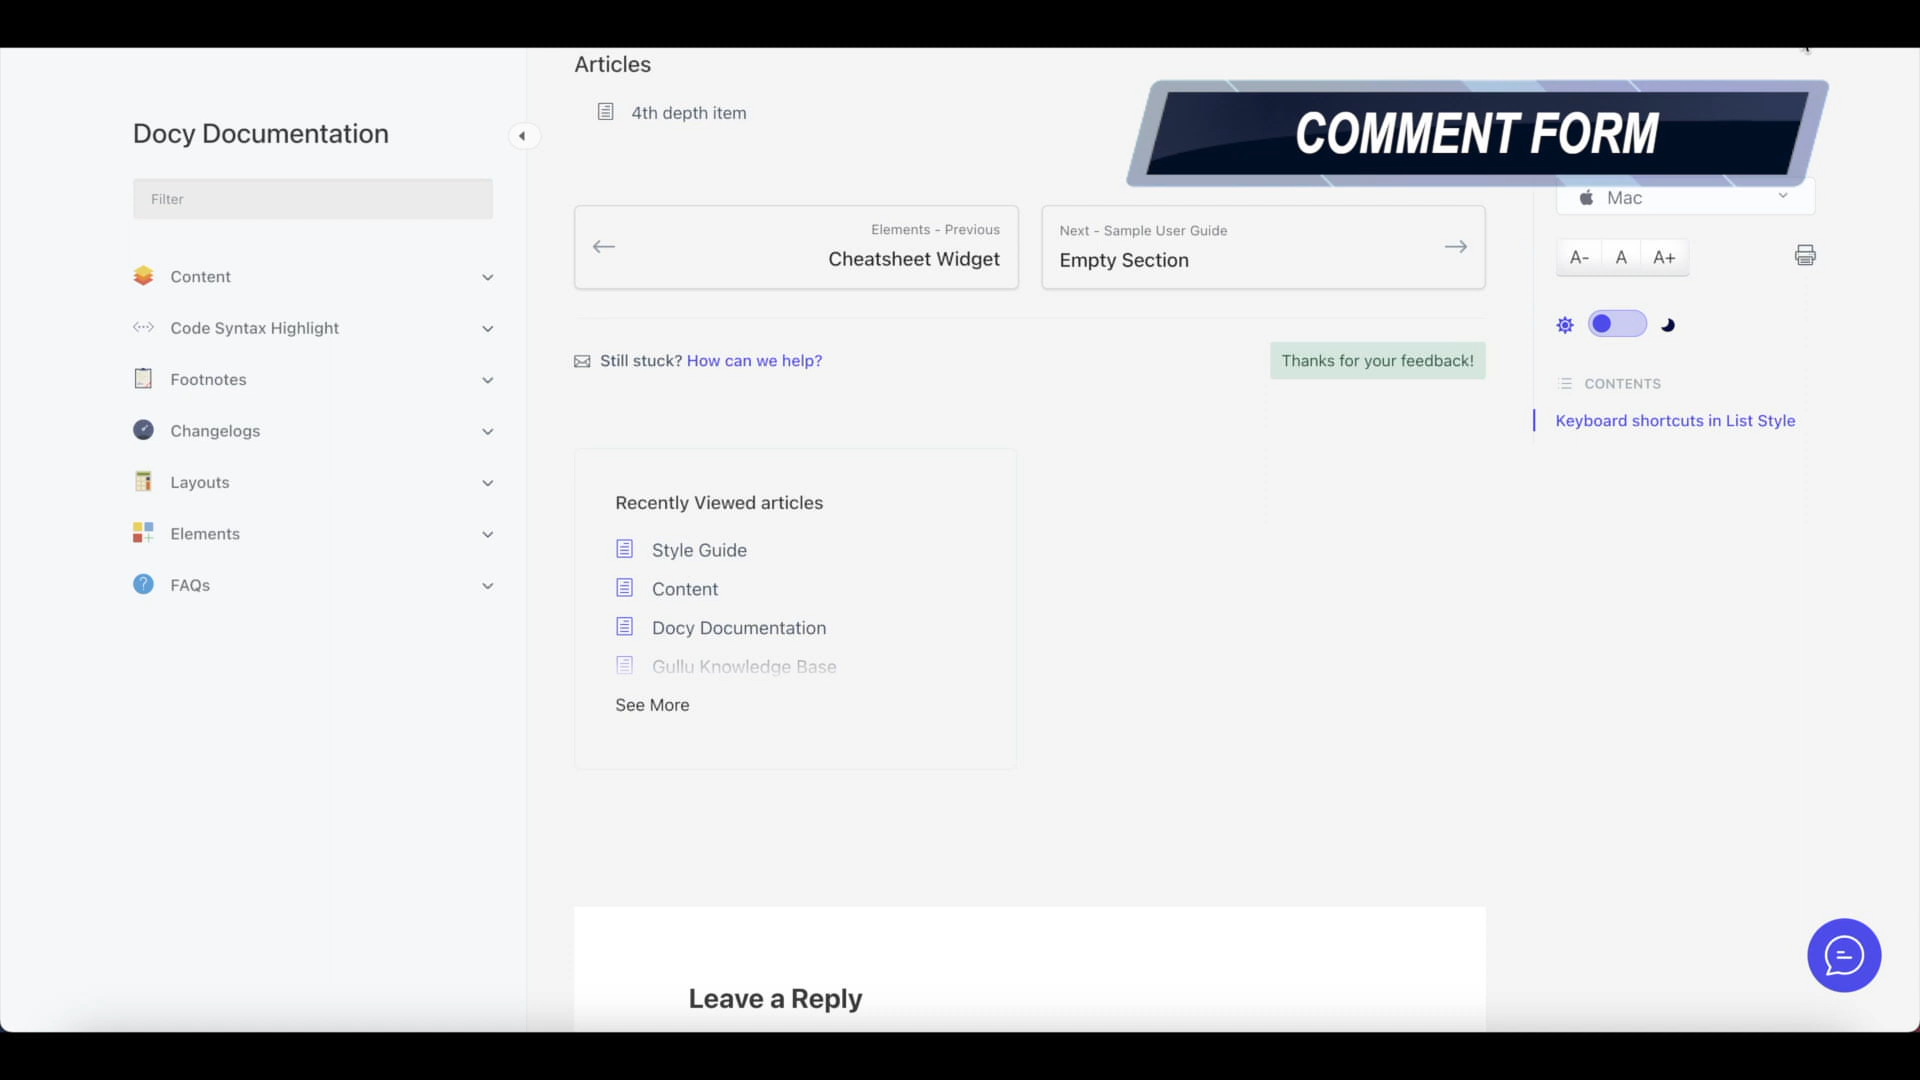 Articles
4th depth item
COMMENT FORM
Docy Documentation
Filter
Content
Code Syntax Highlight
Footnotes
Changelogs
Layouts
Elements
FAQs
Elements - Previous
Cheatsheet Widget
Next - Sample User Guide
Empty Section
Still stuck? How can we help?
Thanks for your feedback!
Recently Viewed articles
Style Guide
Content
Docy Documentation
Gullu Knowledge Base
See More
Leave a Reply
Mac
A- A A+
CONTENTS
Keyboard shortcuts in List Style